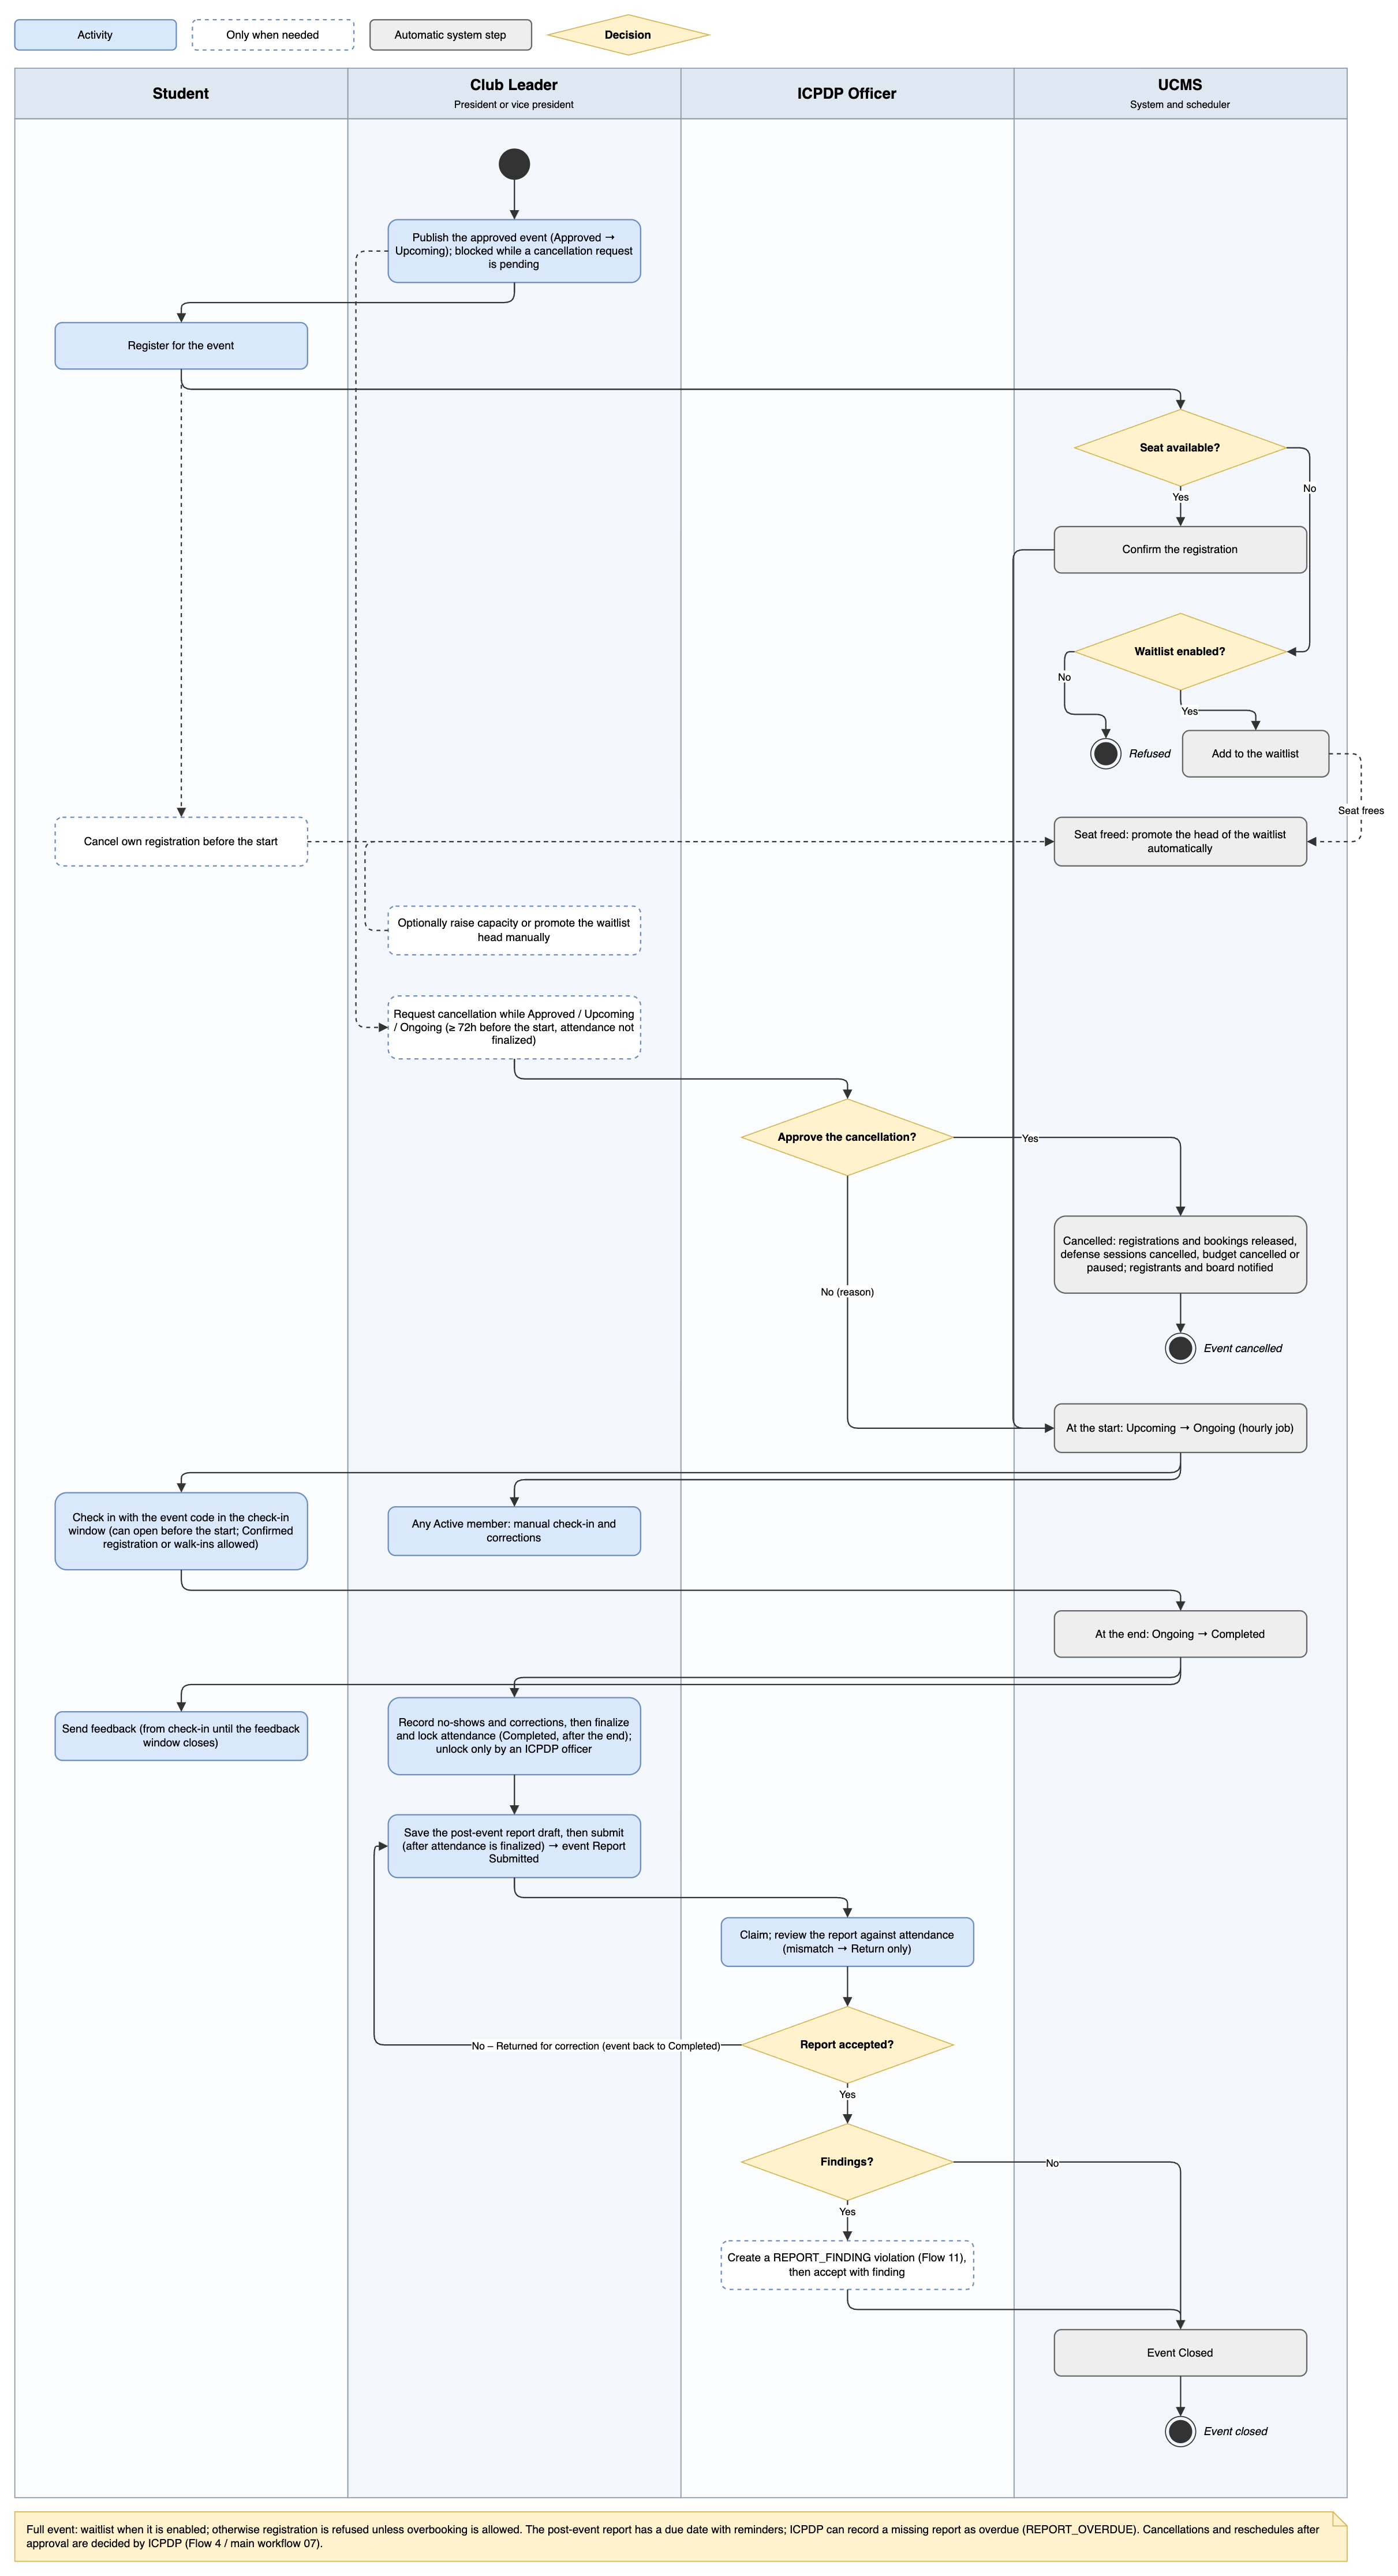 Activity
Only when needed
Automatic system step
Decision
Student
Club Leader
President or vice president
ICPDP Officer
UCMS
System and scheduler
Publish the approved event (Approved →
Upcoming); blocked while a cancellation request
is pending
Register for the event
Seat available?
No
Yes
Confirm the registration
Waitlist enabled?
No
Yes
Refused
Add to the waitlist
Seat frees
Cancel own registration before the start
Seat freed: promote the head of the waitlist
automatically
Optionally raise capacity or promote the waitlist
head manually
Request cancellation while Approved / Upcoming
/ Ongoing (≥ 72h before the start, attendance not
finalized)
Approve the cancellation?
Yes
Cancelled: registrations and bookings released,
defense sessions cancelled, budget cancelled or
paused; registrants and board notified
No (reason)
Event cancelled
At the start: Upcoming → Ongoing (hourly job)
Check in with the event code in the check-in
window (can open before the start; Confirmed
registration or walk-ins allowed)
Any Active member: manual check-in and
corrections
At the end: Ongoing → Completed
Send feedback (from check-in until the feedback
window closes)
Record no-shows and corrections, then finalize
and lock attendance (Completed, after the end);
unlock only by an ICPDP officer
Save the post-event report draft, then submit
(after attendance is finalized) → event Report
Submitted
Claim; review the report against attendance
(mismatch → Return only)
No – Returned for correction (event back to Completed)
Report accepted?
Yes
Findings?
No
Yes
Create a REPORT_FINDING violation (Flow 11),
then accept with finding
Event Closed
Event closed
Full event: waitlist when it is enabled; otherwise registration is refused unless overbooking is allowed. The post-event report has a due date with reminders; ICPDP can record a missing report as overdue (REPORT_OVERDUE). Cancellations and reschedules after
approval are decided by ICPDP (Flow 4 / main workflow 07).